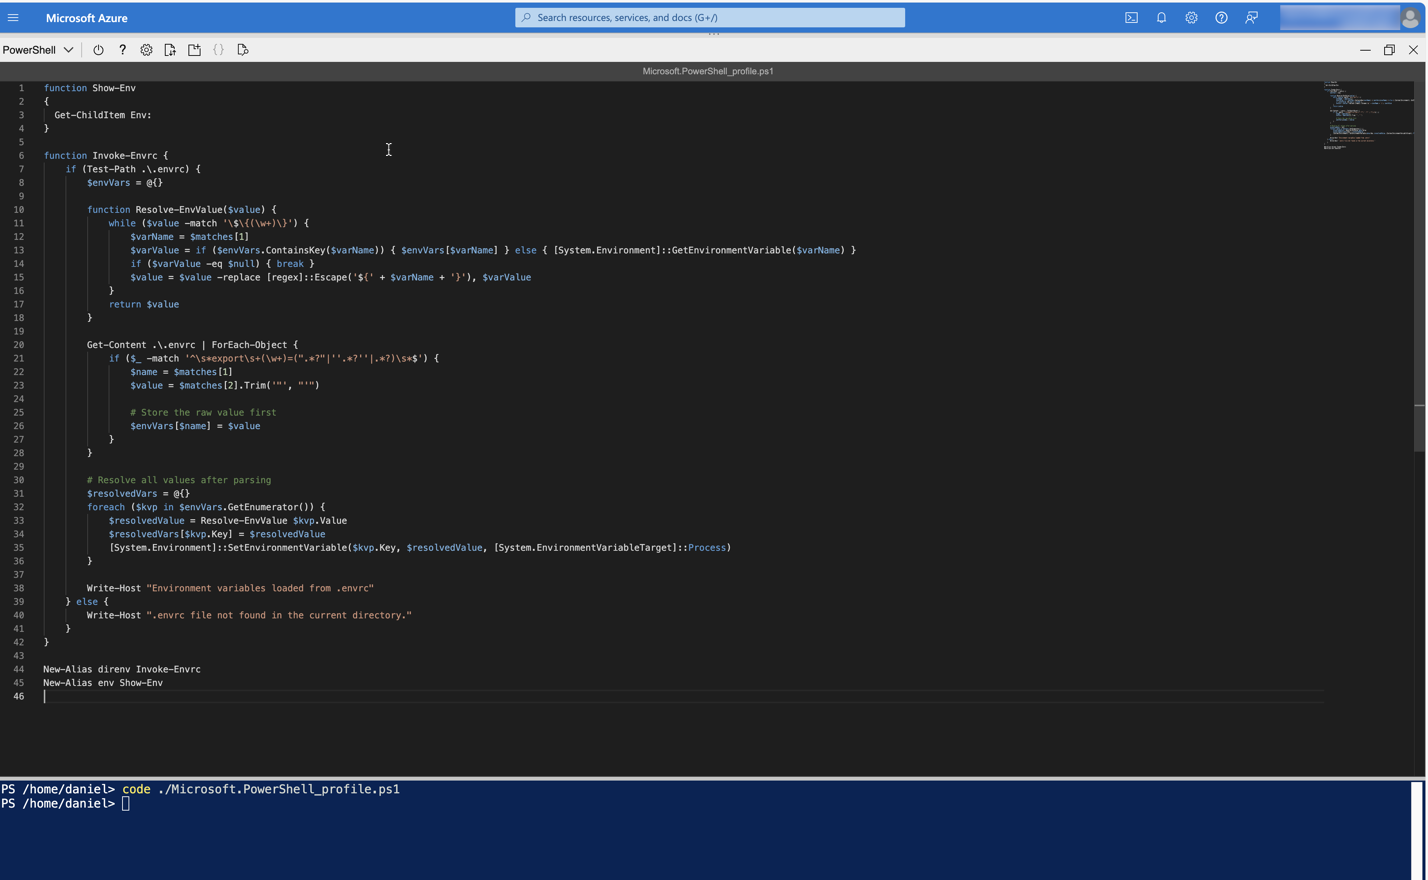 Microsoft Azure
Search resources, services, and docs (G+/)
PowerShell
Microsoft.PowerShell_profile.ps1
1 function Show-Env
2 {
3   Get-ChildItem Env:
4 }
5
6 function Invoke-Envrc {
7     if (Test-Path .\.envrc) {
8         $envVars = @{}
9
10         function Resolve-EnvValue($value) {
11             while ($value -match '\$\{(\w+)\}') {
12                 $varName = $matches[1]
13                 $varValue = if ($envVars.ContainsKey($varName)) { $envVars[$varName] } else { [System.Environment]::GetEnvironmentVariable($varName) }
14                 if ($varValue -eq $null) { break }
15                 $value = $value -replace [regex]::Escape('${' + $varName + '}'), $varValue
16             }
17             return $value
18         }
19
20         Get-Content .\.envrc | ForEach-Object {
21             if ($_ -match '^\s*export\s+(\w+)=(".*?"|''.*?''|.*?)\s*$') {
22                 $name = $matches[1]
23                 $value = $matches[2].Trim('"', "'")
24
25                 # Store the raw value first
26                 $envVars[$name] = $value
27             }
28         }
29
30         # Resolve all values after parsing
31         $resolvedVars = @{}
32         foreach ($kvp in $envVars.GetEnumerator()) {
33             $resolvedValue = Resolve-EnvValue $kvp.Value
34             $resolvedVars[$kvp.Key] = $resolvedValue
35             [System.Environment]::SetEnvironmentVariable($kvp.Key, $resolvedValue, [System.EnvironmentVariableTarget]::Process)
36         }
37
38         Write-Host "Environment variables loaded from .envrc"
39     } else {
40         Write-Host ".envrc file not found in the current directory."
41     }
42 }
43
44 New-Alias direnv Invoke-Envrc
45 New-Alias env Show-Env
46
PS /home/daniel> code ./Microsoft.PowerShell_profile.ps1
PS /home/daniel>